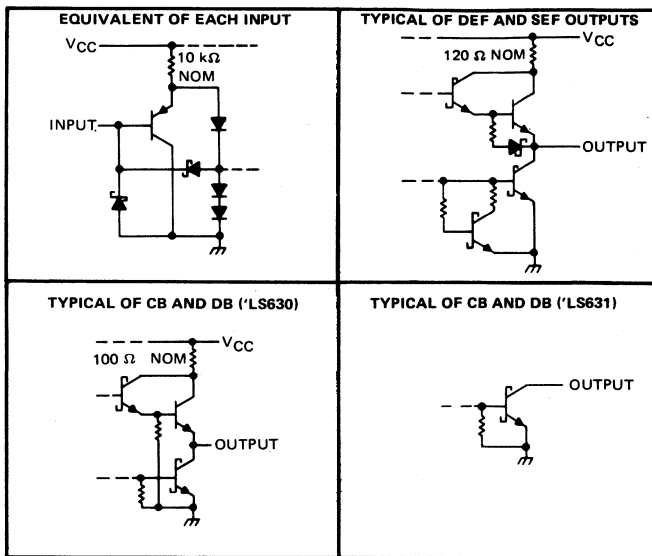 EQUIVALENT OF EACH INPUT
VCC
10 kΩ
NOM
INPUT
TYPICAL OF DEF AND SEF OUTPUTS
VCC
120 Ω NOM
OUTPUT
TYPICAL OF CB AND DB ('LS630)
VCC
100 Ω NOM
OUTPUT
TYPICAL OF CB AND DB ('LS631)
OUTPUT